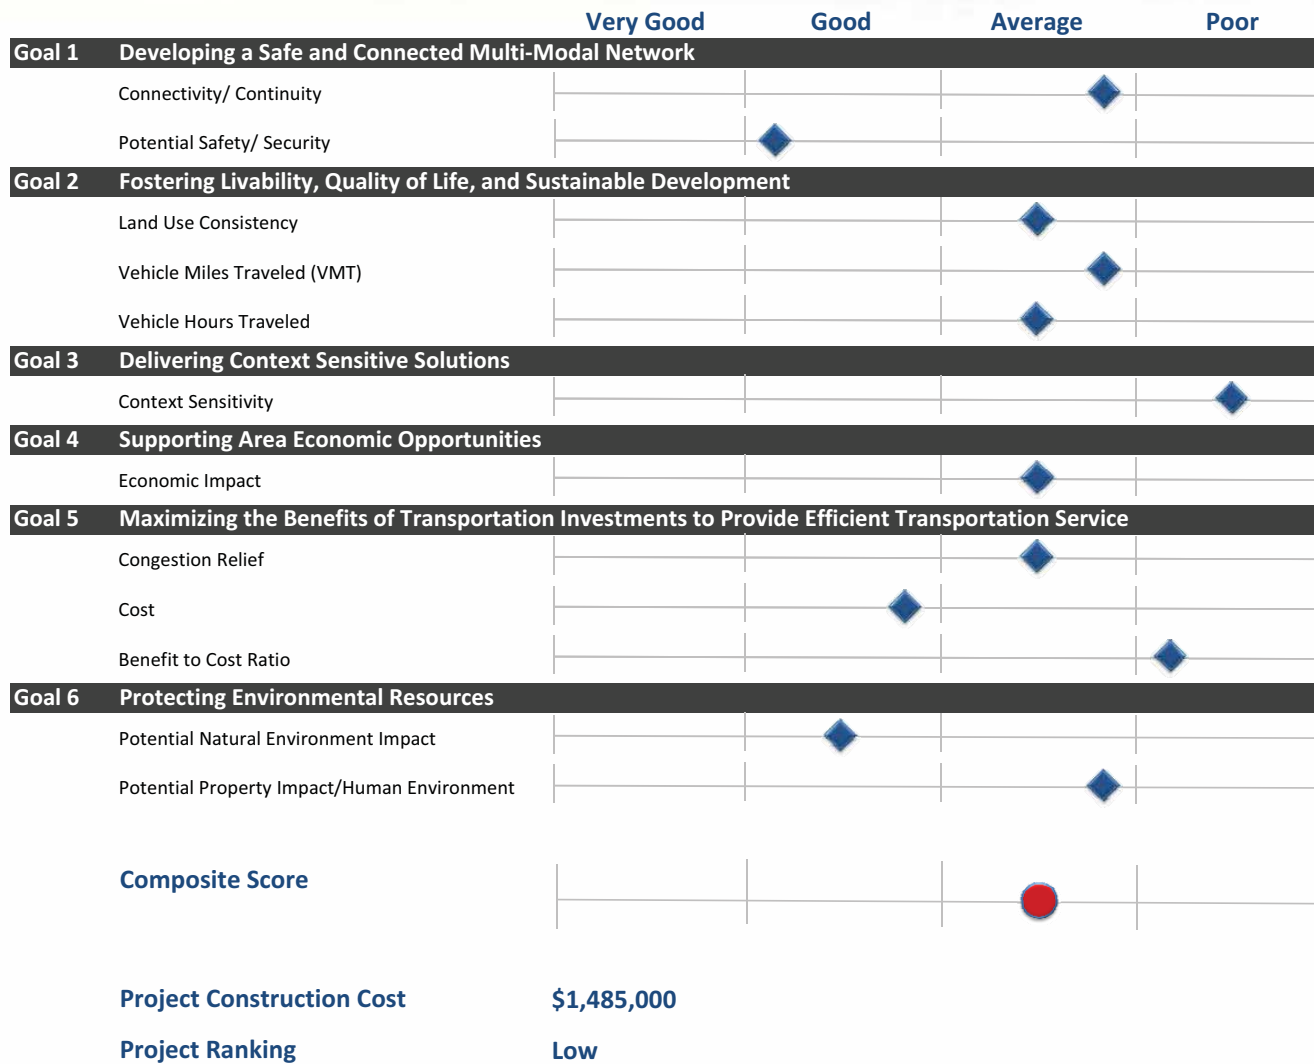 Very Good Good Average Poor
Goal 1 Developing a Safe and Connected Multi-Modal Network
Connectivity/ Continuity
Potential Safety/ Security
Goal 2 Fostering Livability, Quality of Life, and Sustainable Development
Land Use Consistency
Vehicle Miles Traveled (VMT)
Vehicle Hours Traveled
Goal 3 Delivering Context Sensitive Solutions
Context Sensitivity
Goal 4 Supporting Area Economic Opportunities
Economic Impact
Goal 5 Maximizing the Benefits of Transportation Investments to Provide Efficient Transportation Service
Congestion Relief
Cost
Benefit to Cost Ratio
Goal 6 Protecting Environmental Resources
Potential Natural Environment Impact
Potential Property Impact/Human Environment
Composite Score
Project Construction Cost $1,485,000
Project Ranking Low